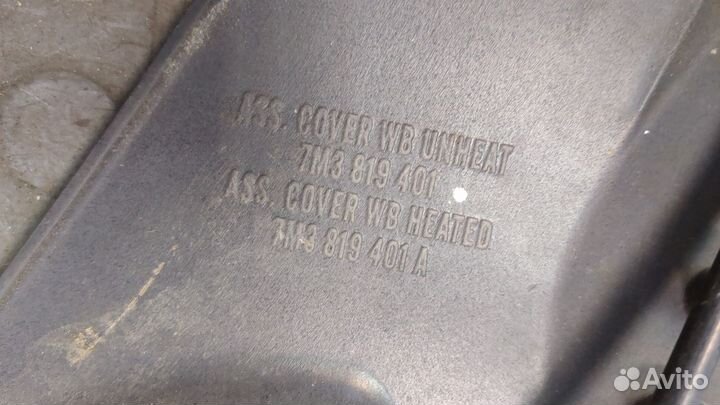 ASS. COVER WB UNHEAT
7M3 819 401
ASS. COVER WB HEATED
7M3 819 401 A
Avito